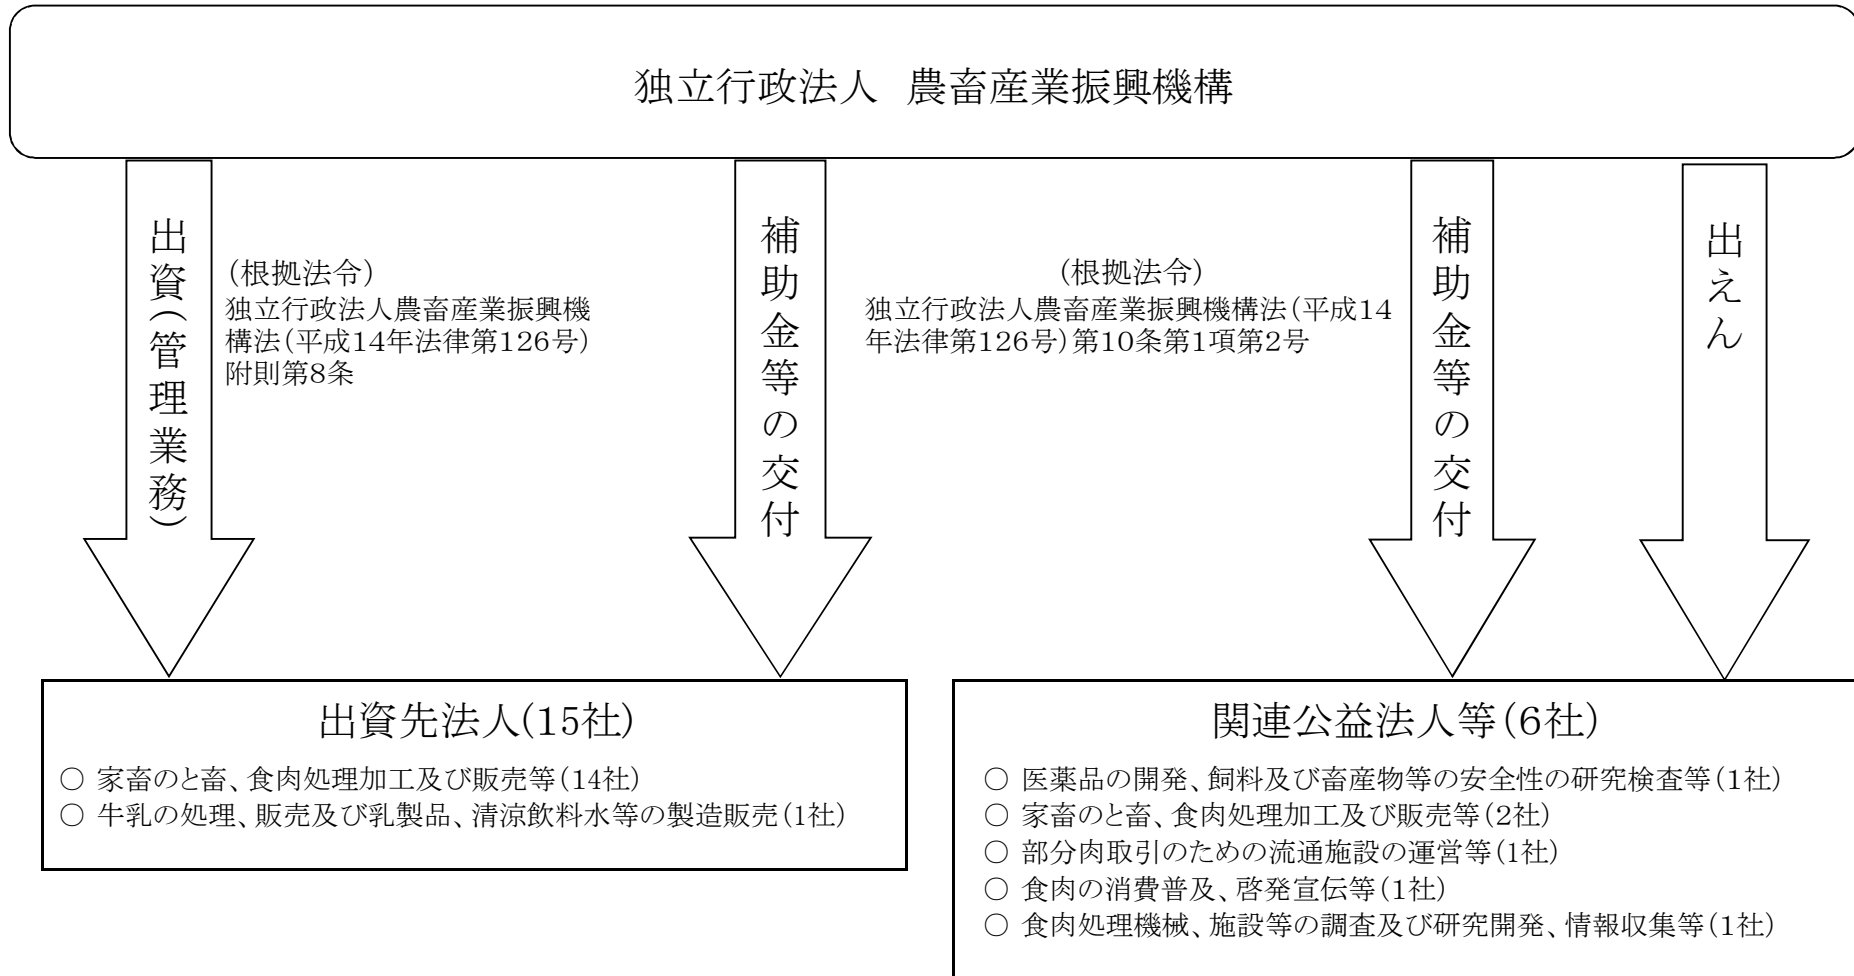 独立行政法人　農畜産業振興機構
出資(管理業務)
(根拠法令)
独立行政法人農畜産業振興機
構法(平成14年法律第126号)
附則第8条
補助金等の交付
(根拠法令)
独立行政法人農畜産業振興機構法(平成14
年法律第126号)第10条第1項第2号
補助金等の交付
出えん
出資先法人(15社)
○ 家畜のと畜、食肉処理加工及び販売等(14社)
○ 牛乳の処理、販売及び乳製品、清涼飲料水等の製造販売(1社)
関連公益法人等(6社)
○ 医薬品の開発、飼料及び畜産物等の安全性の研究検査等(1社)
○ 家畜のと畜、食肉処理加工及び販売等(2社)
○ 部分肉取引のための流通施設の運営等(1社)
○ 食肉の消費普及、啓発宣伝等(1社)
○ 食肉処理機械、施設等の調査及び研究開発、情報収集等(1社)